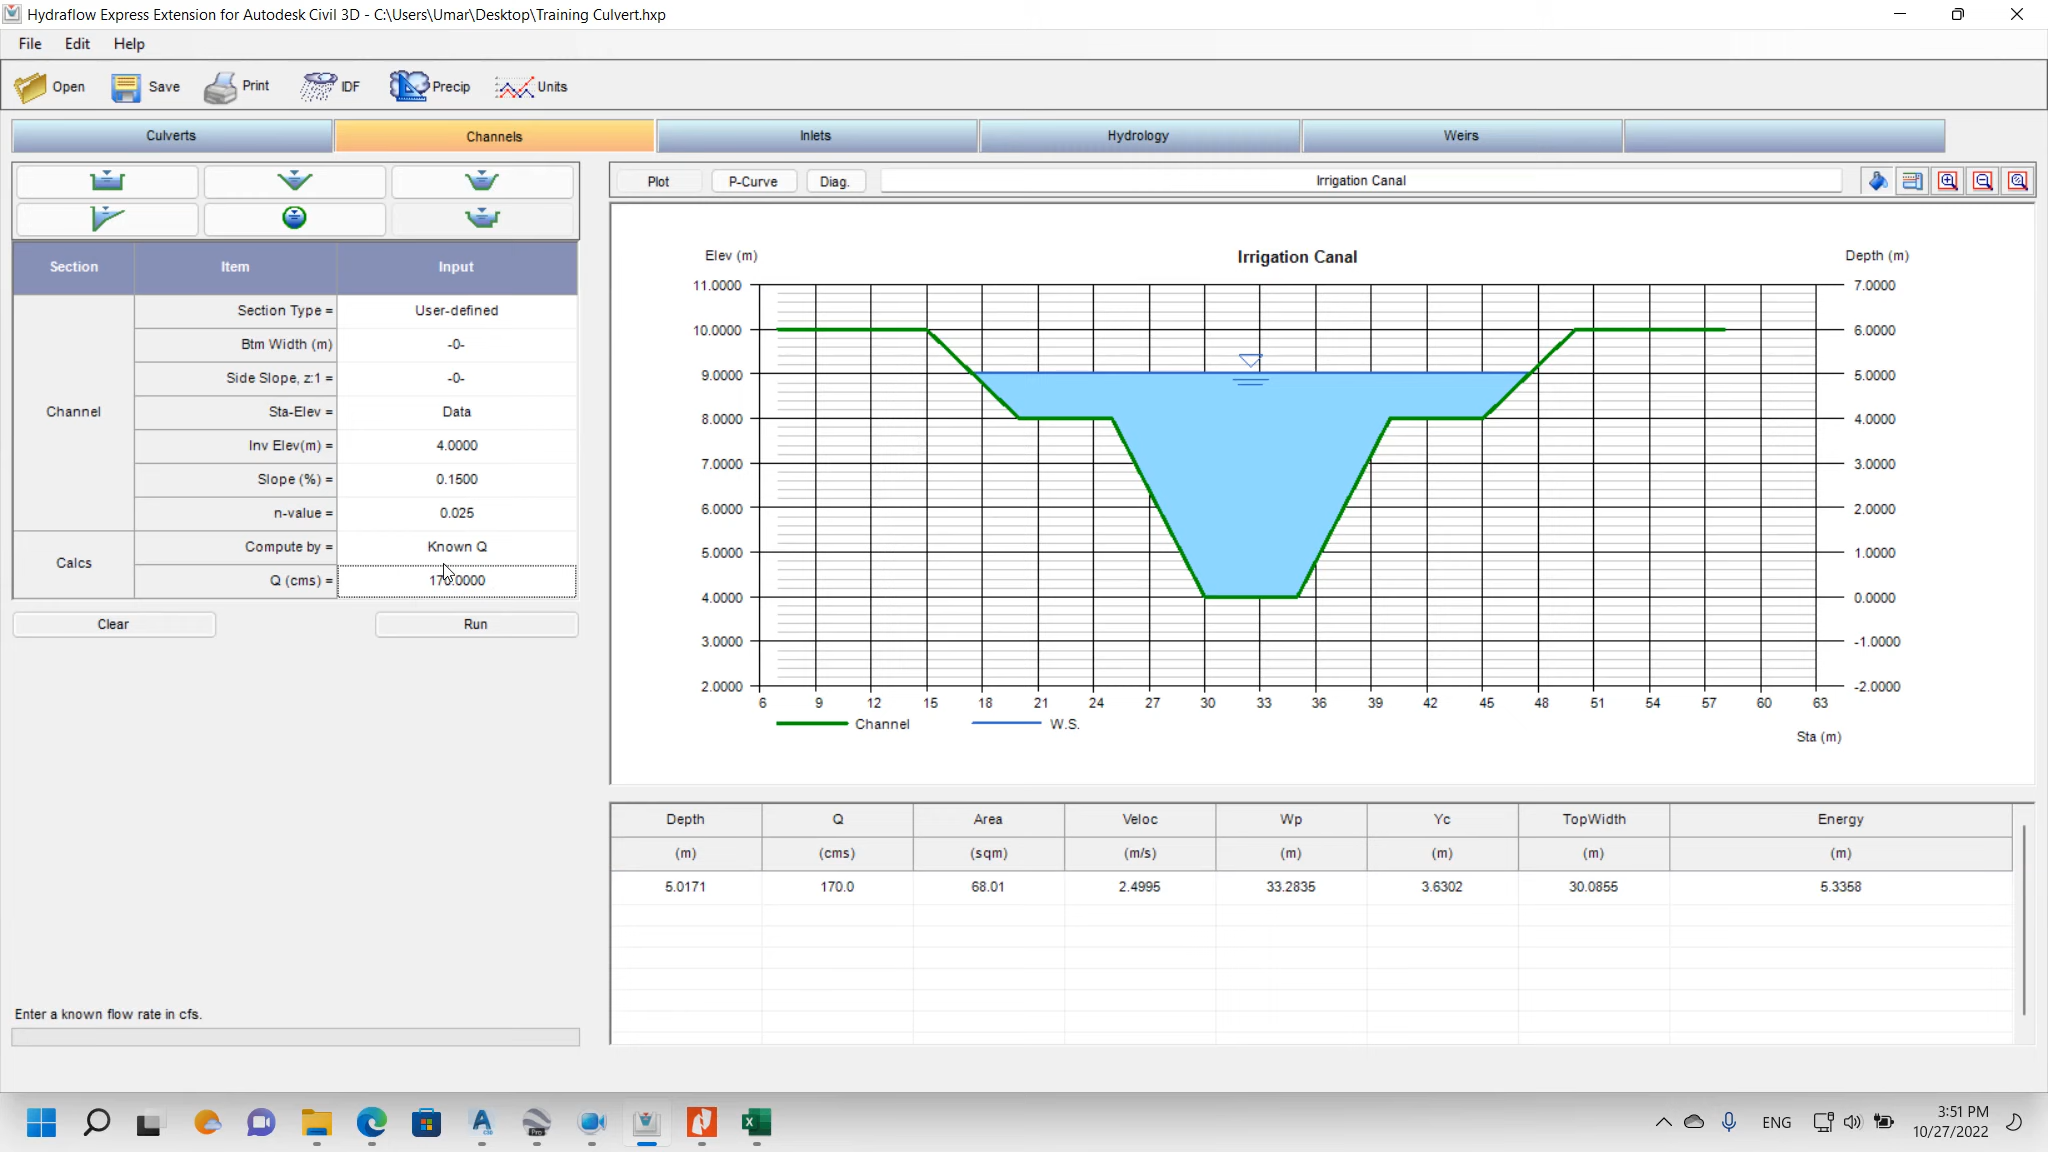 Hydraflow Express Extension for Autodesk Civil 3D - C:\Users\Umar\Desktop\Training Culvert.hxp
File Edit Help
Open Save Print IDF Precip Units
Culverts Channels Inlets Hydrology Weirs
Plot P-Curve Diag. Irrigation Canal
Section Item Input
Channel
Section Type = User-defined
Btm Width (m) -0-
Side Slope, z:1 = -0-
Sta-Elev = Data
Inv Elev(m) = 4.0000
Slope (%) = 0.1500
n-value = 0.025
Calcs
Compute by = Known Q
Q (cms) = 170.0000
Clear Run
Enter a known flow rate in cfs.
Elev (m) Irrigation Canal Depth (m)
11.0000 7.0000
10.0000 6.0000
9.0000 5.0000
8.0000 4.0000
7.0000 3.0000
6.0000 2.0000
5.0000 1.0000
4.0000 0.0000
3.0000 -1.0000
2.0000 -2.0000
6 9 12 15 18 21 24 27 30 33 36 39 42 45 48 51 54 57 60 63
Channel W.S.
Sta (m)
Depth Q Area Veloc Wp Yc TopWidth Energy
(m) (cms) (sqm) (m/s) (m) (m) (m) (m)
5.0171 170.0 68.01 2.4995 33.2835 3.6302 30.0855 5.3358
ENG
3:51 PM
10/27/2022